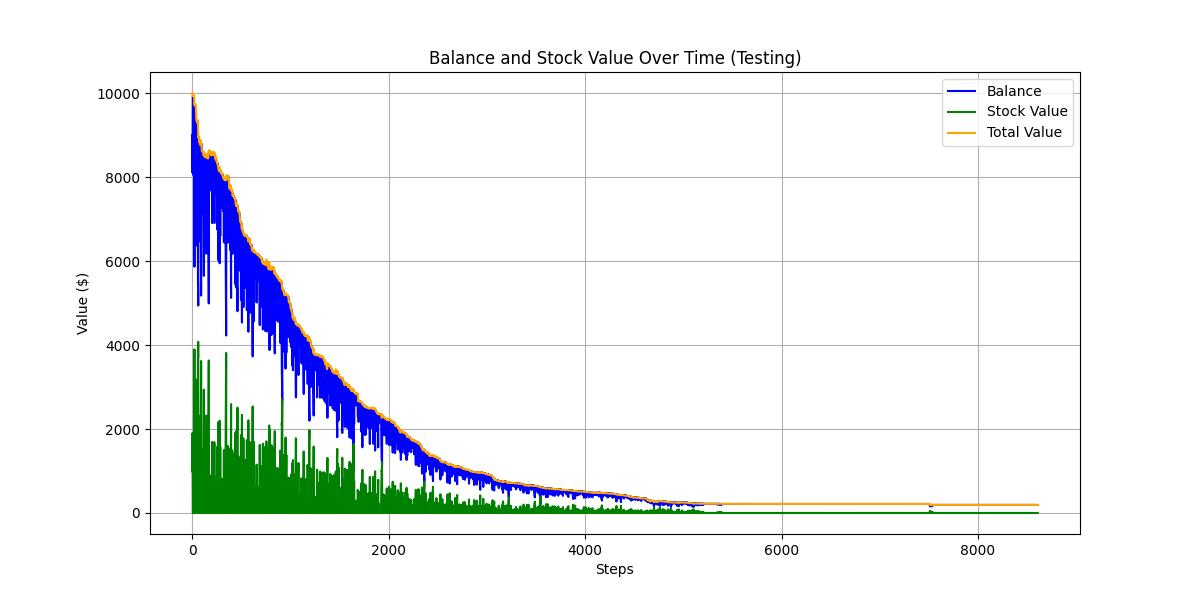 Balance and Stock Value Over Time (Testing)
Balance
Stock Value
Total Value
Value ($)
10000
8000
6000
4000
2000
0
0 2000 4000 6000 8000
Steps